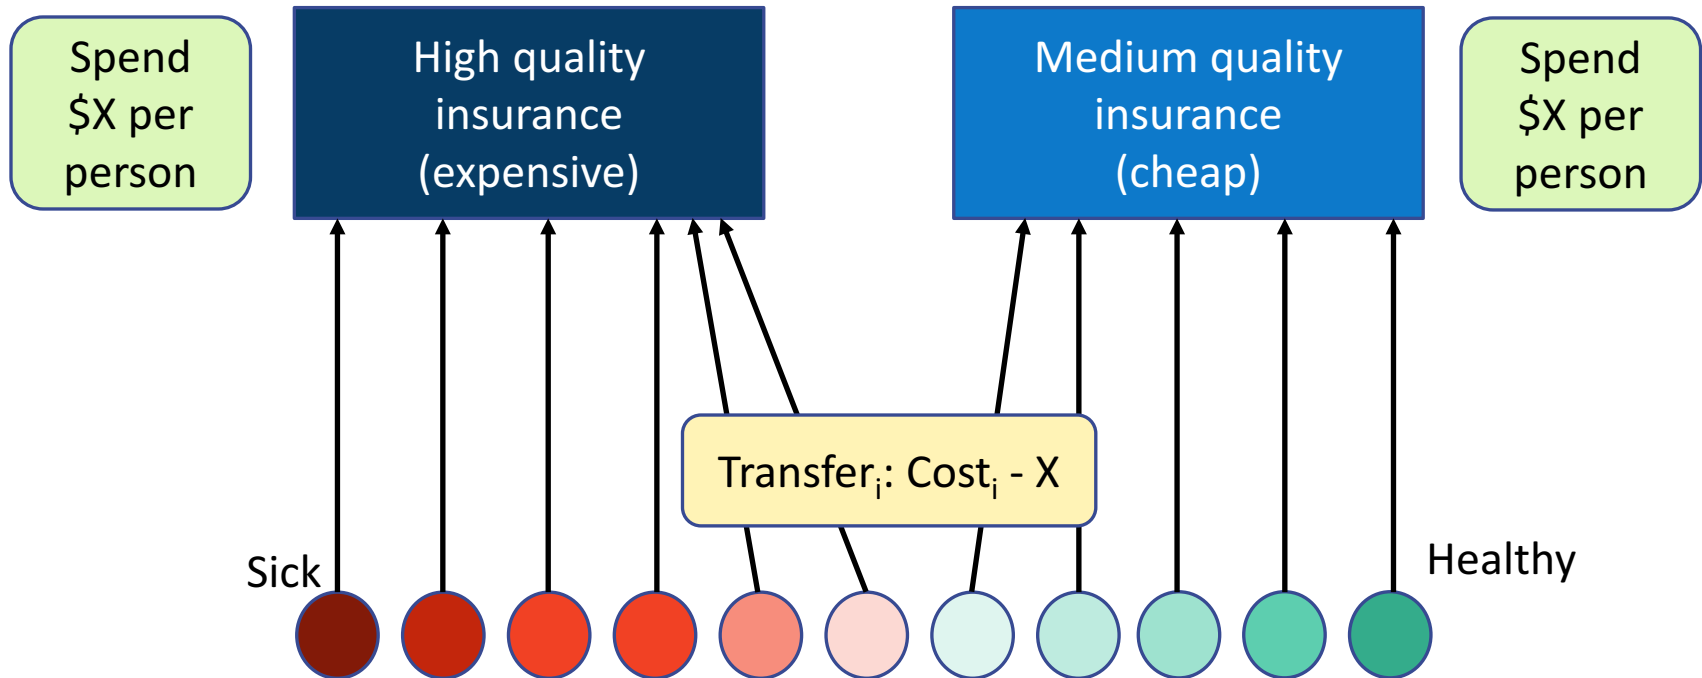 Spend
$X per
person
High quality
insurance
(expensive)
Medium quality
insurance
(cheap)
Spend
$X per
person
Transferᵢ: Costᵢ - X
Sick
Healthy